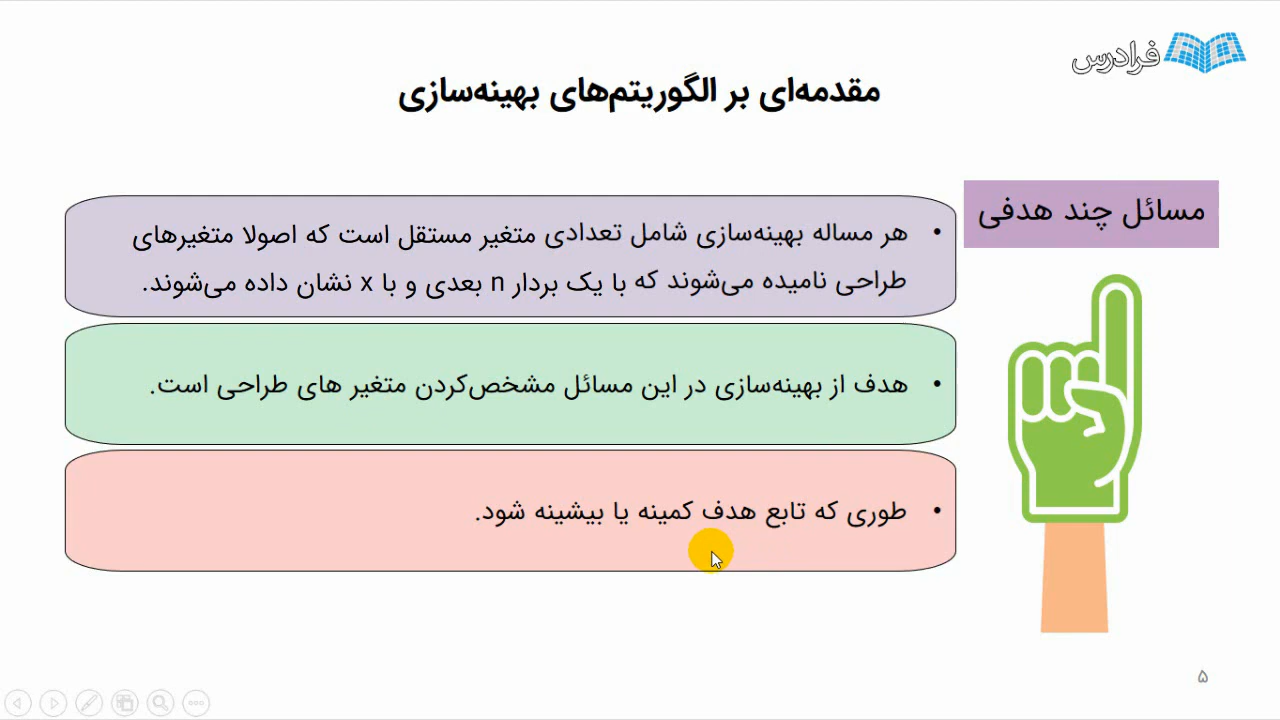 فرادرس
مقدمه‌ای بر الگوریتم‌های بهینه‌سازی
مسائل چند هدفی
• هر مساله بهینه‌سازی شامل تعدادی متغیر مستقل است که اصولا متغیرهای
طراحی نامیده می‌شوند که با یک بردار n بعدی و با x نشان داده می‌شوند.
• هدف از بهینه‌سازی در این مسائل مشخص‌کردن متغیر های طراحی است.
• طوری که تابع هدف کمینه یا بیشینه شود.
۵